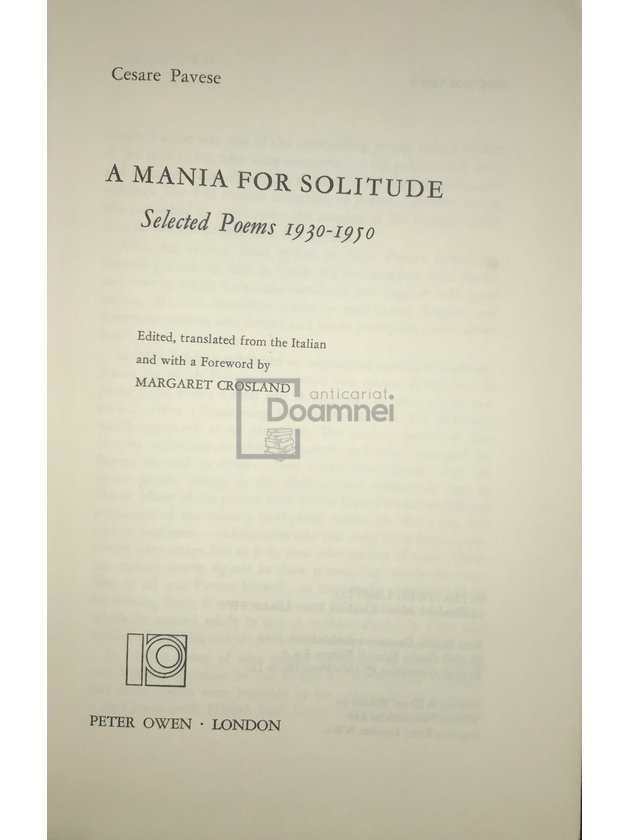 Cesare Pavese
A MANIA FOR SOLITUDE
Selected Poems 1930-1950
Edited, translated from the Italian
and with a Foreword by
MARGARET CROSLAND
anticariat
Doamnei
PETER OWEN · LONDON